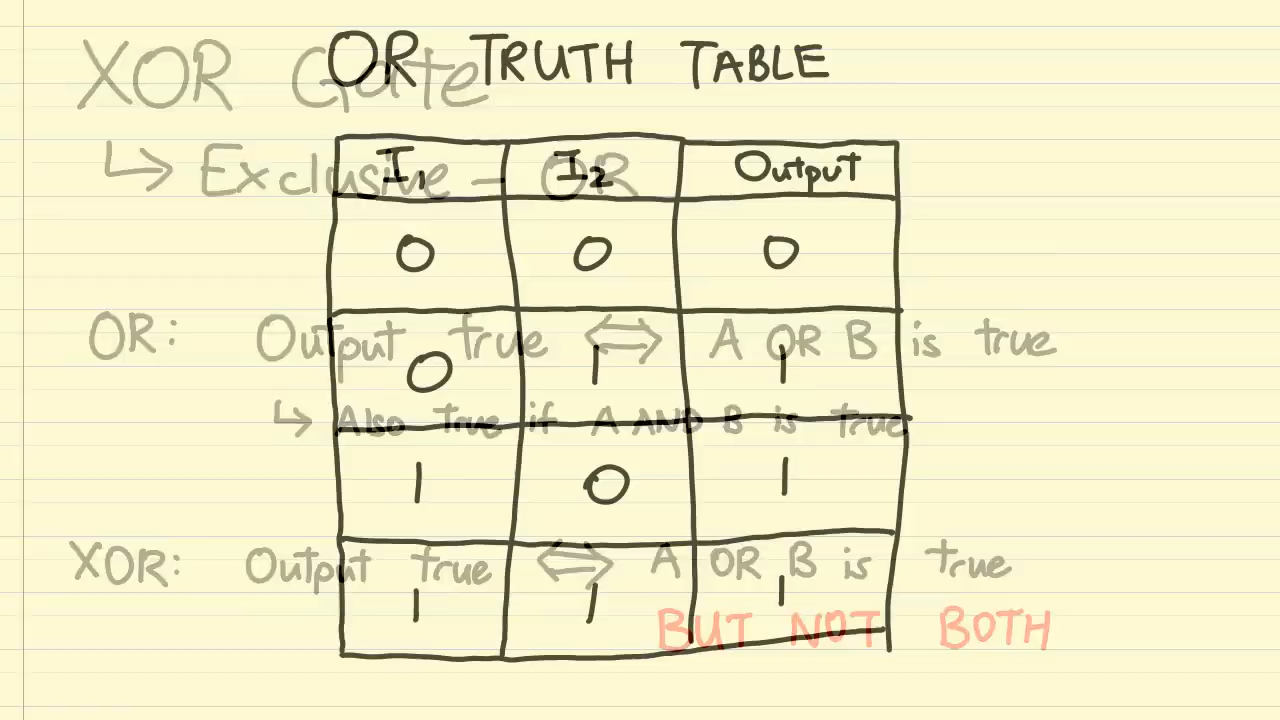 OR TRUTH TABLE
XOR Gate
I₁ I₂ Output
↳ Exclusive - OR
0 0 0
OR: Output true ⇔ A OR B is true
0 1 1
↳ Also true if A AND B is true
1 0 1
XOR: Output true ⇔ A OR B is true
1 1 1
BUT NOT BOTH